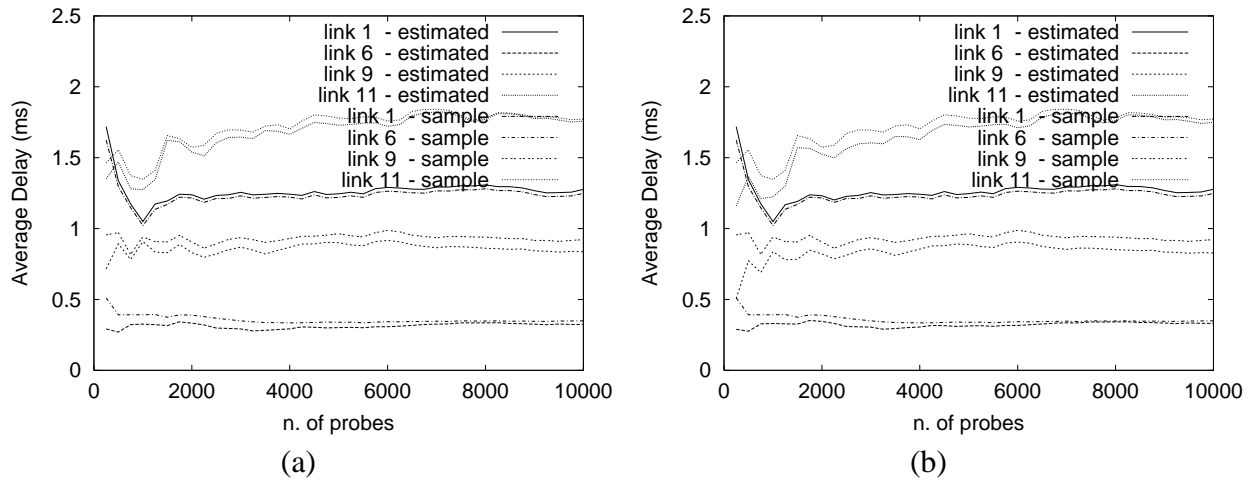 2.5
2
1.5
1
0.5
0
Average Delay (ms)
0 2000 4000 6000 8000 10000
n. of probes
link 1 - estimated
link 6 - estimated
link 9 - estimated
link 11 - estimated
link 1 - sample
link 6 - sample
link 9 - sample
link 11 - sample
(a)
2.5
2
1.5
1
0.5
0
Average Delay (ms)
0 2000 4000 6000 8000 10000
n. of probes
link 1 - estimated
link 6 - estimated
link 9 - estimated
link 11 - estimated
link 1 - sample
link 6 - sample
link 9 - sample
link 11 - sample
(b)